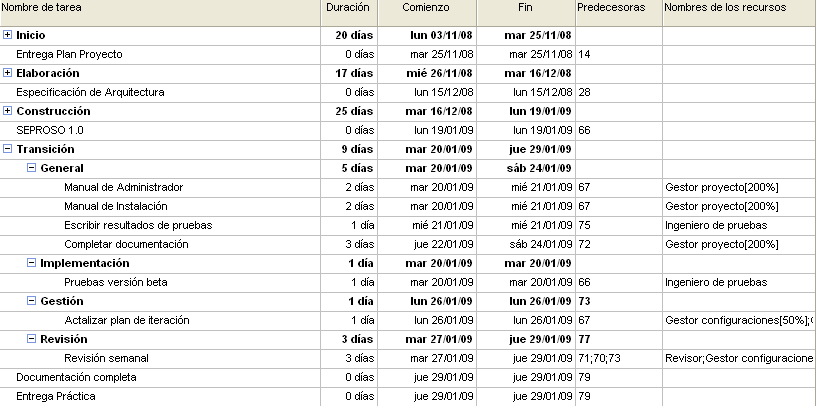 Nombre de tarea Duración Comienzo Fin Predecesoras Nombres de los recursos
Inicio 20 días lun 03/11/08 mar 25/11/08
Entrega Plan Proyecto 0 días mar 25/11/08 mar 25/11/08 14
Elaboración 17 días mié 26/11/08 mar 16/12/08
Especificación de Arquitectura 0 días lun 15/12/08 lun 15/12/08 28
Construcción 25 días mar 16/12/08 lun 19/01/09
SEPROSO 1.0 0 días lun 19/01/09 lun 19/01/09 66
Transición 9 días mar 20/01/09 jue 29/01/09
General 5 días mar 20/01/09 sáb 24/01/09
Manual de Administrador 2 días mar 20/01/09 mié 21/01/09 67 Gestor proyecto[200%]
Manual de Instalación 2 días mar 20/01/09 mié 21/01/09 67 Gestor proyecto[200%]
Escribir resultados de pruebas 1 día mié 21/01/09 mié 21/01/09 75 Ingeniero de pruebas
Completar documentación 3 días jue 22/01/09 sáb 24/01/09 72 Gestor proyecto[200%]
Implementación 1 día mar 20/01/09 mar 20/01/09
Pruebas versión beta 1 día mar 20/01/09 mar 20/01/09 66 Ingeniero de pruebas
Gestión 1 día lun 26/01/09 lun 26/01/09 73
Actalizar plan de iteración 1 día lun 26/01/09 lun 26/01/09 67 Gestor configuraciones[50%];
Revisión 3 días mar 27/01/09 jue 29/01/09 77
Revisión semanal 3 días mar 27/01/09 jue 29/01/09 71;70;73 Revisor;Gestor configuracione
Documentación completa 0 días jue 29/01/09 jue 29/01/09 79
Entrega Práctica 0 días jue 29/01/09 jue 29/01/09 79